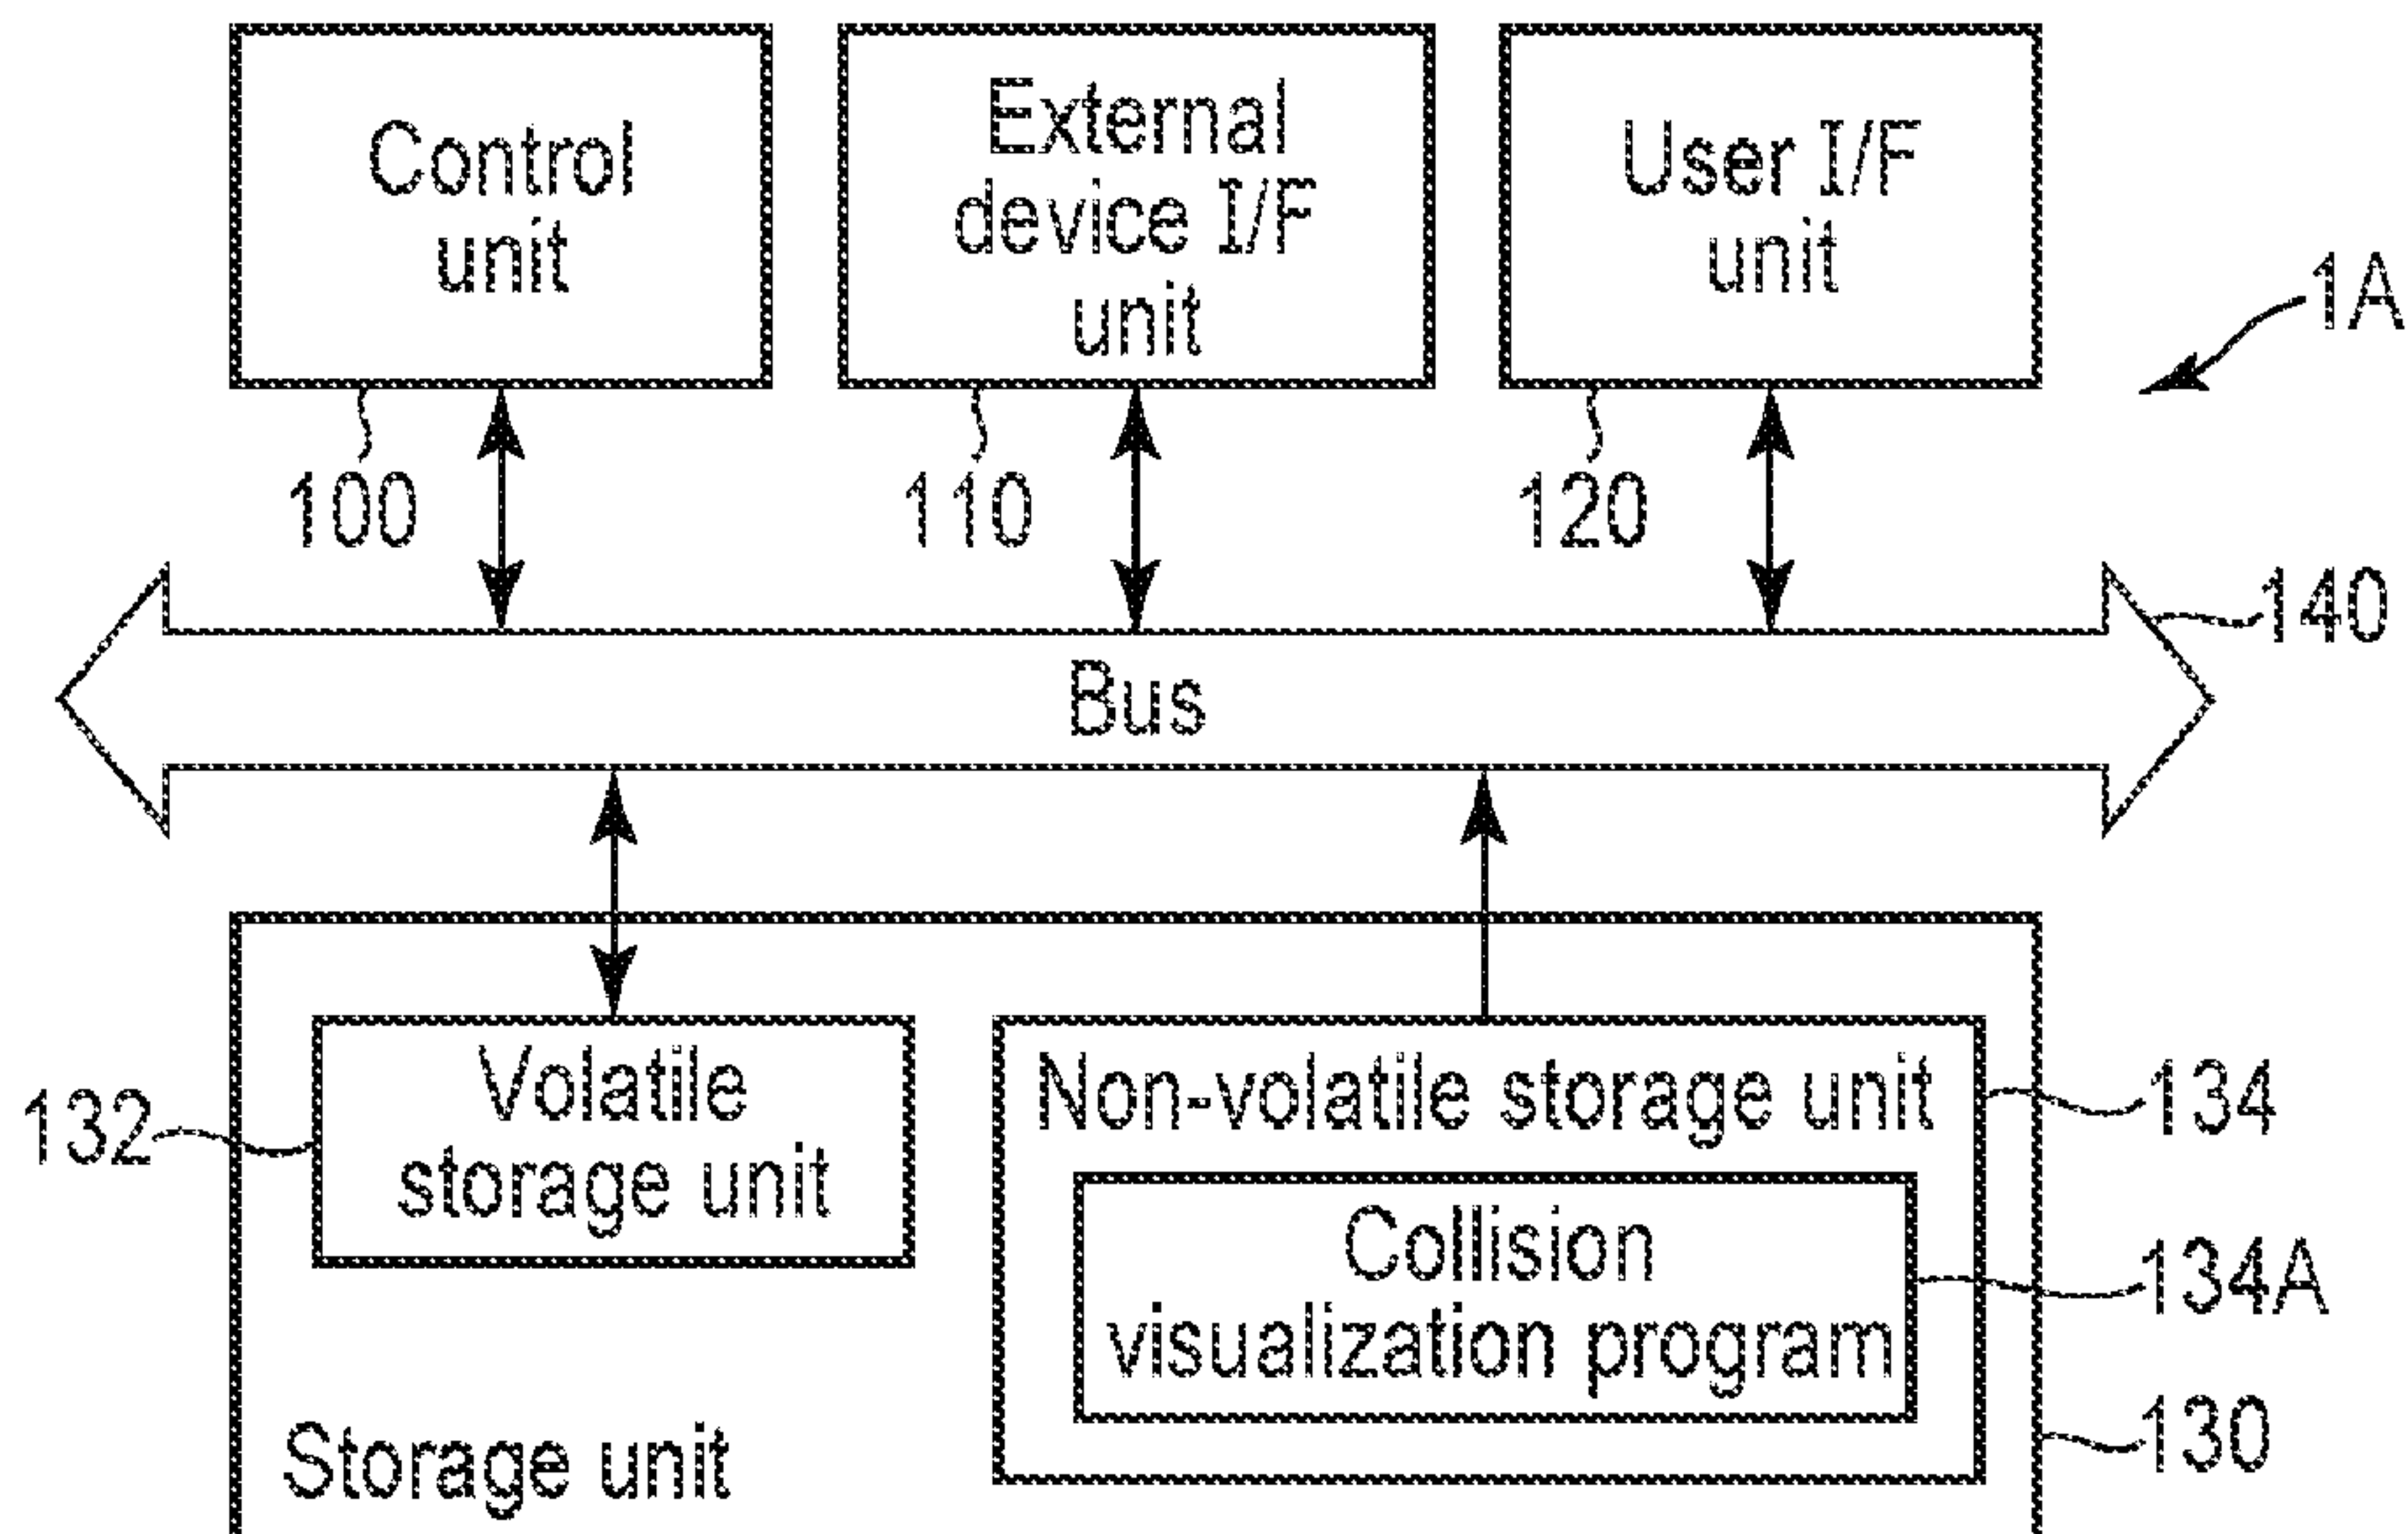 Control
unit
External
device I/F
unit
User I/F
unit
1A
100
110
120
140
Bus
132
Volatile
storage unit
Non-volatile storage unit
134
Collision
visualization program
134A
Storage unit
130